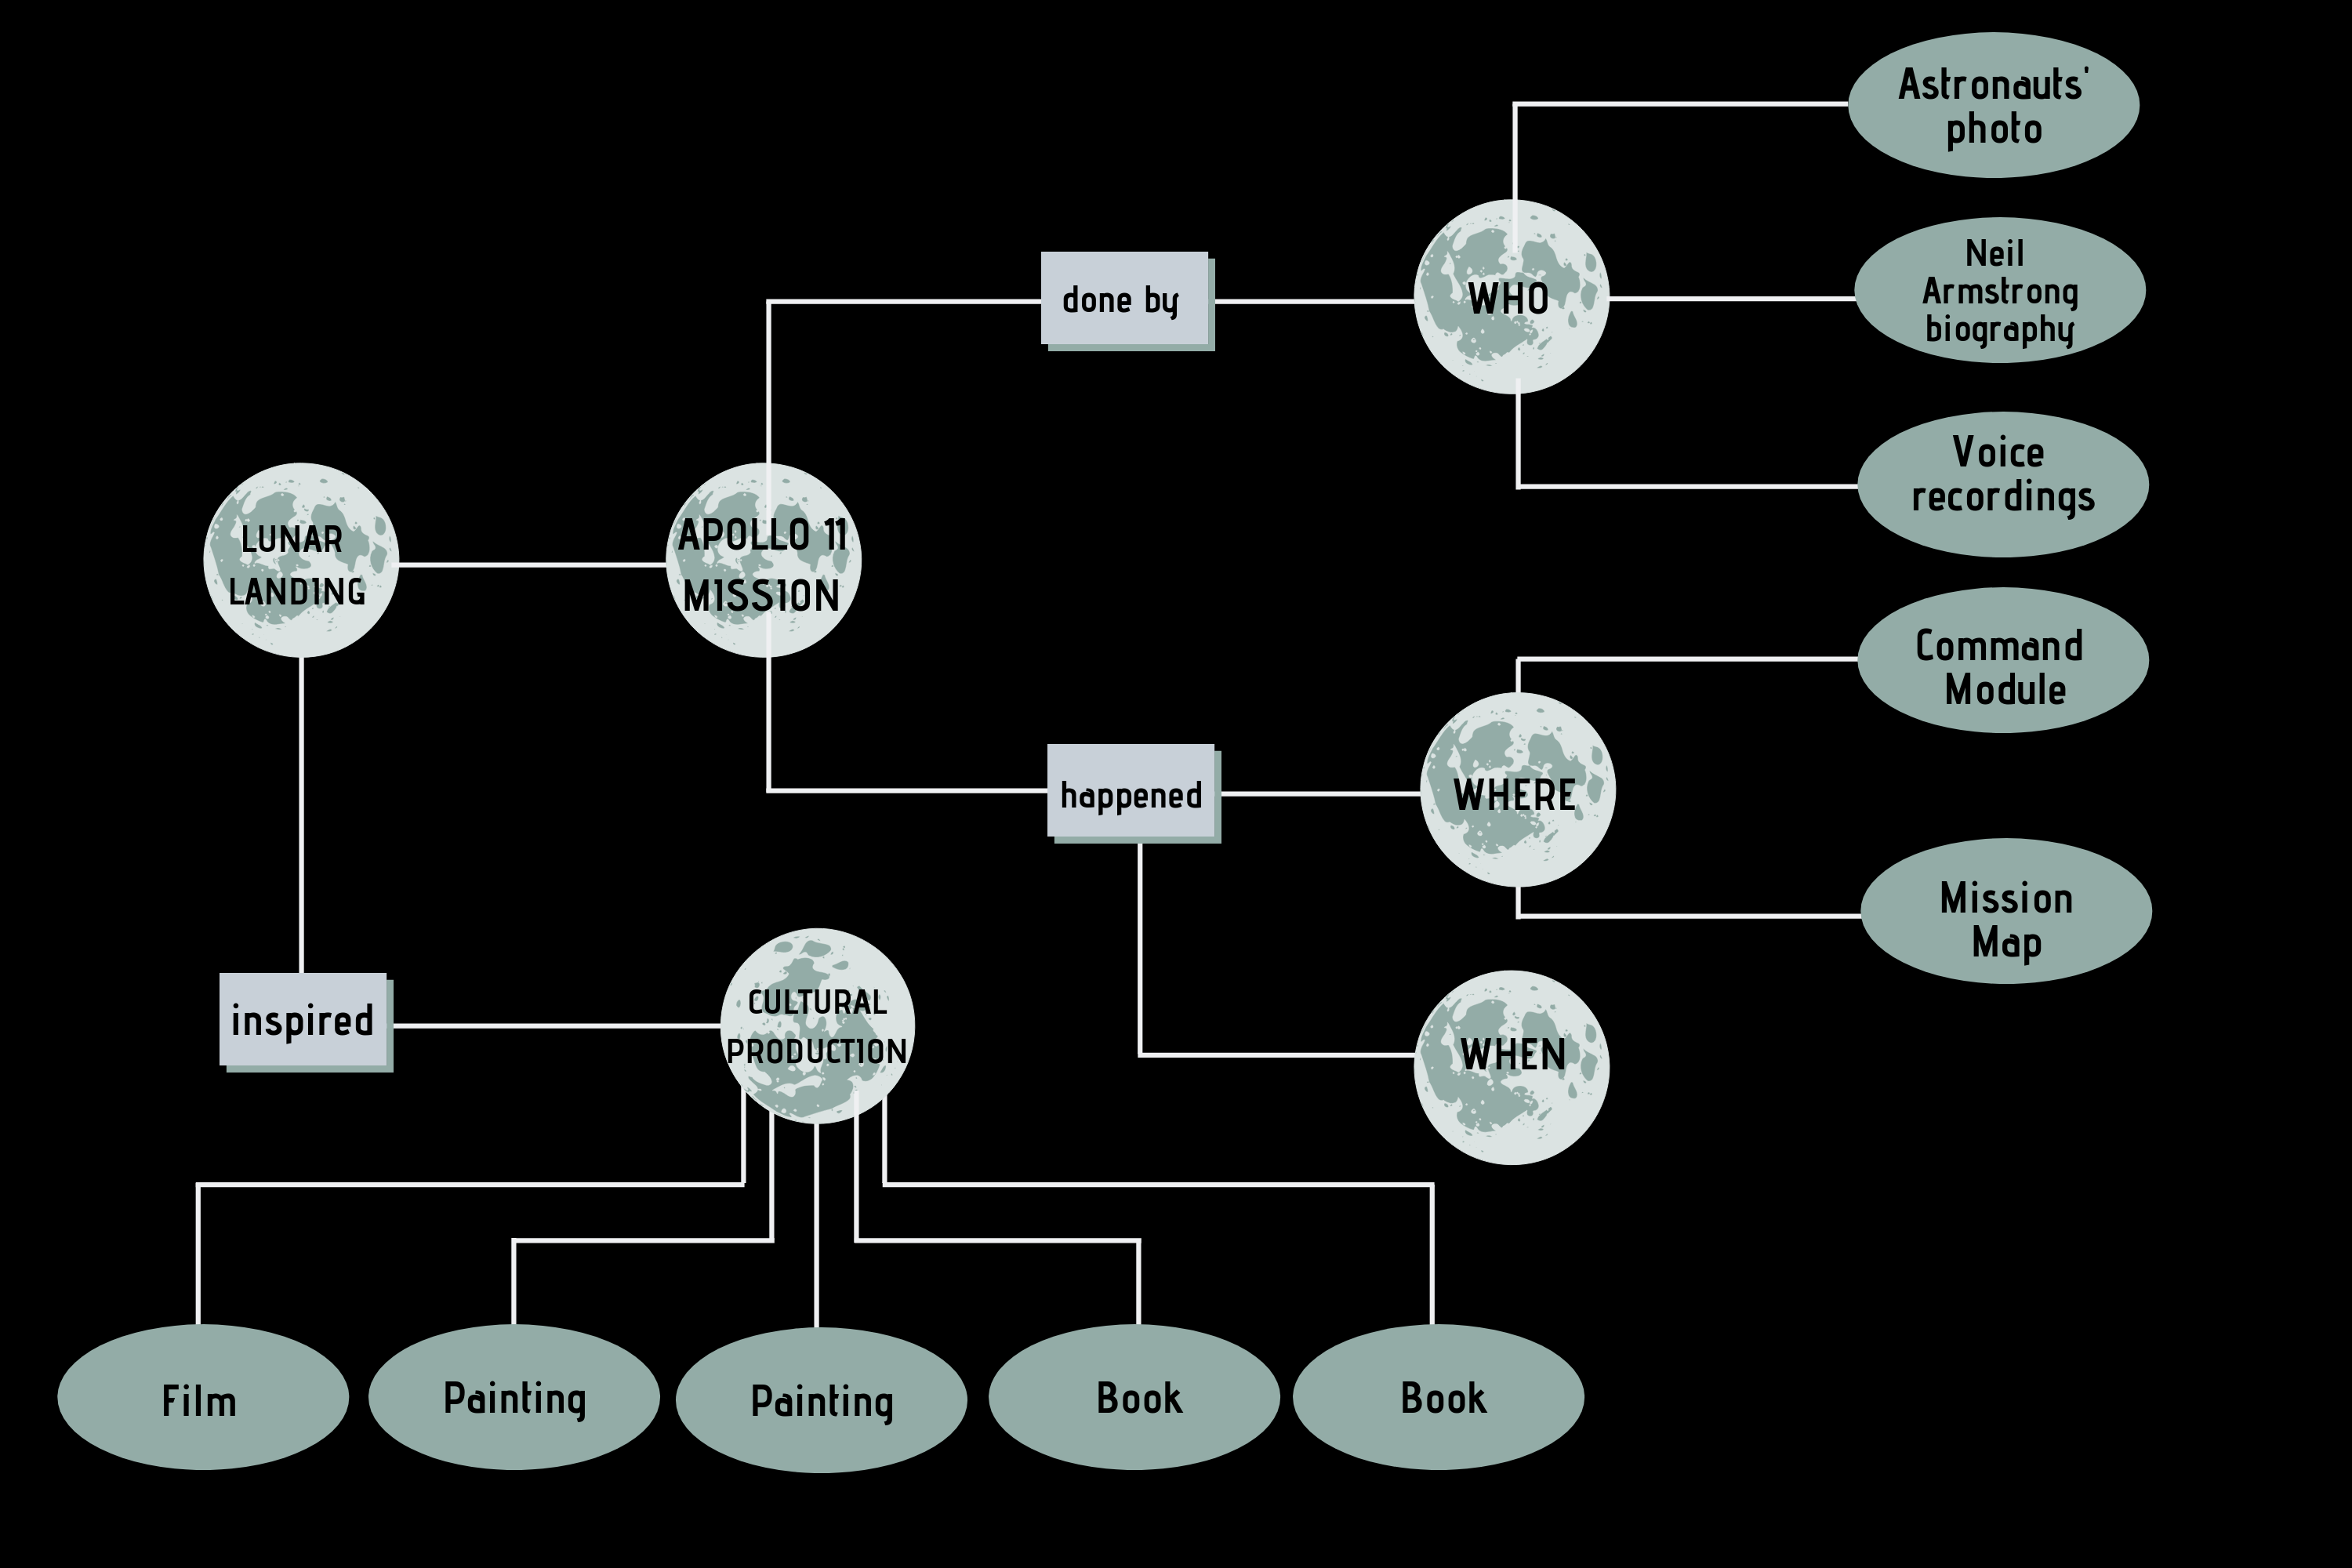 Astronauts'
photo
Neil
Armstrong
biography
done by
WHO
Voice
recordings
LUNAR
LANDING
APOLLO 11
MISSION
Command
Module
happened
WHERE
Mission
Map
inspired
CULTURAL
PRODUCTION
WHEN
Film
Painting
Painting
Book
Book